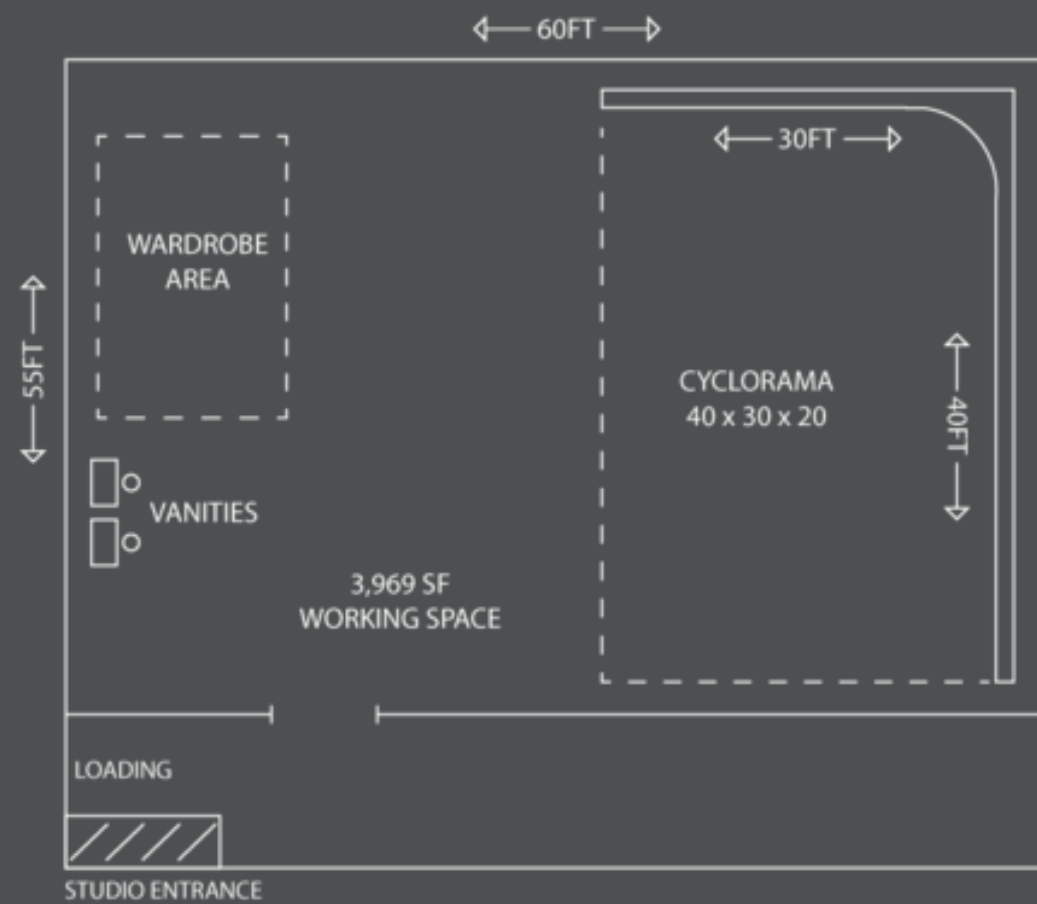 60FT
30FT
WARDROBE
AREA
55FT
CYCLORAMA
40 x 30 x 20
40FT
VANITIES
3,969 SF
WORKING SPACE
LOADING
STUDIO ENTRANCE